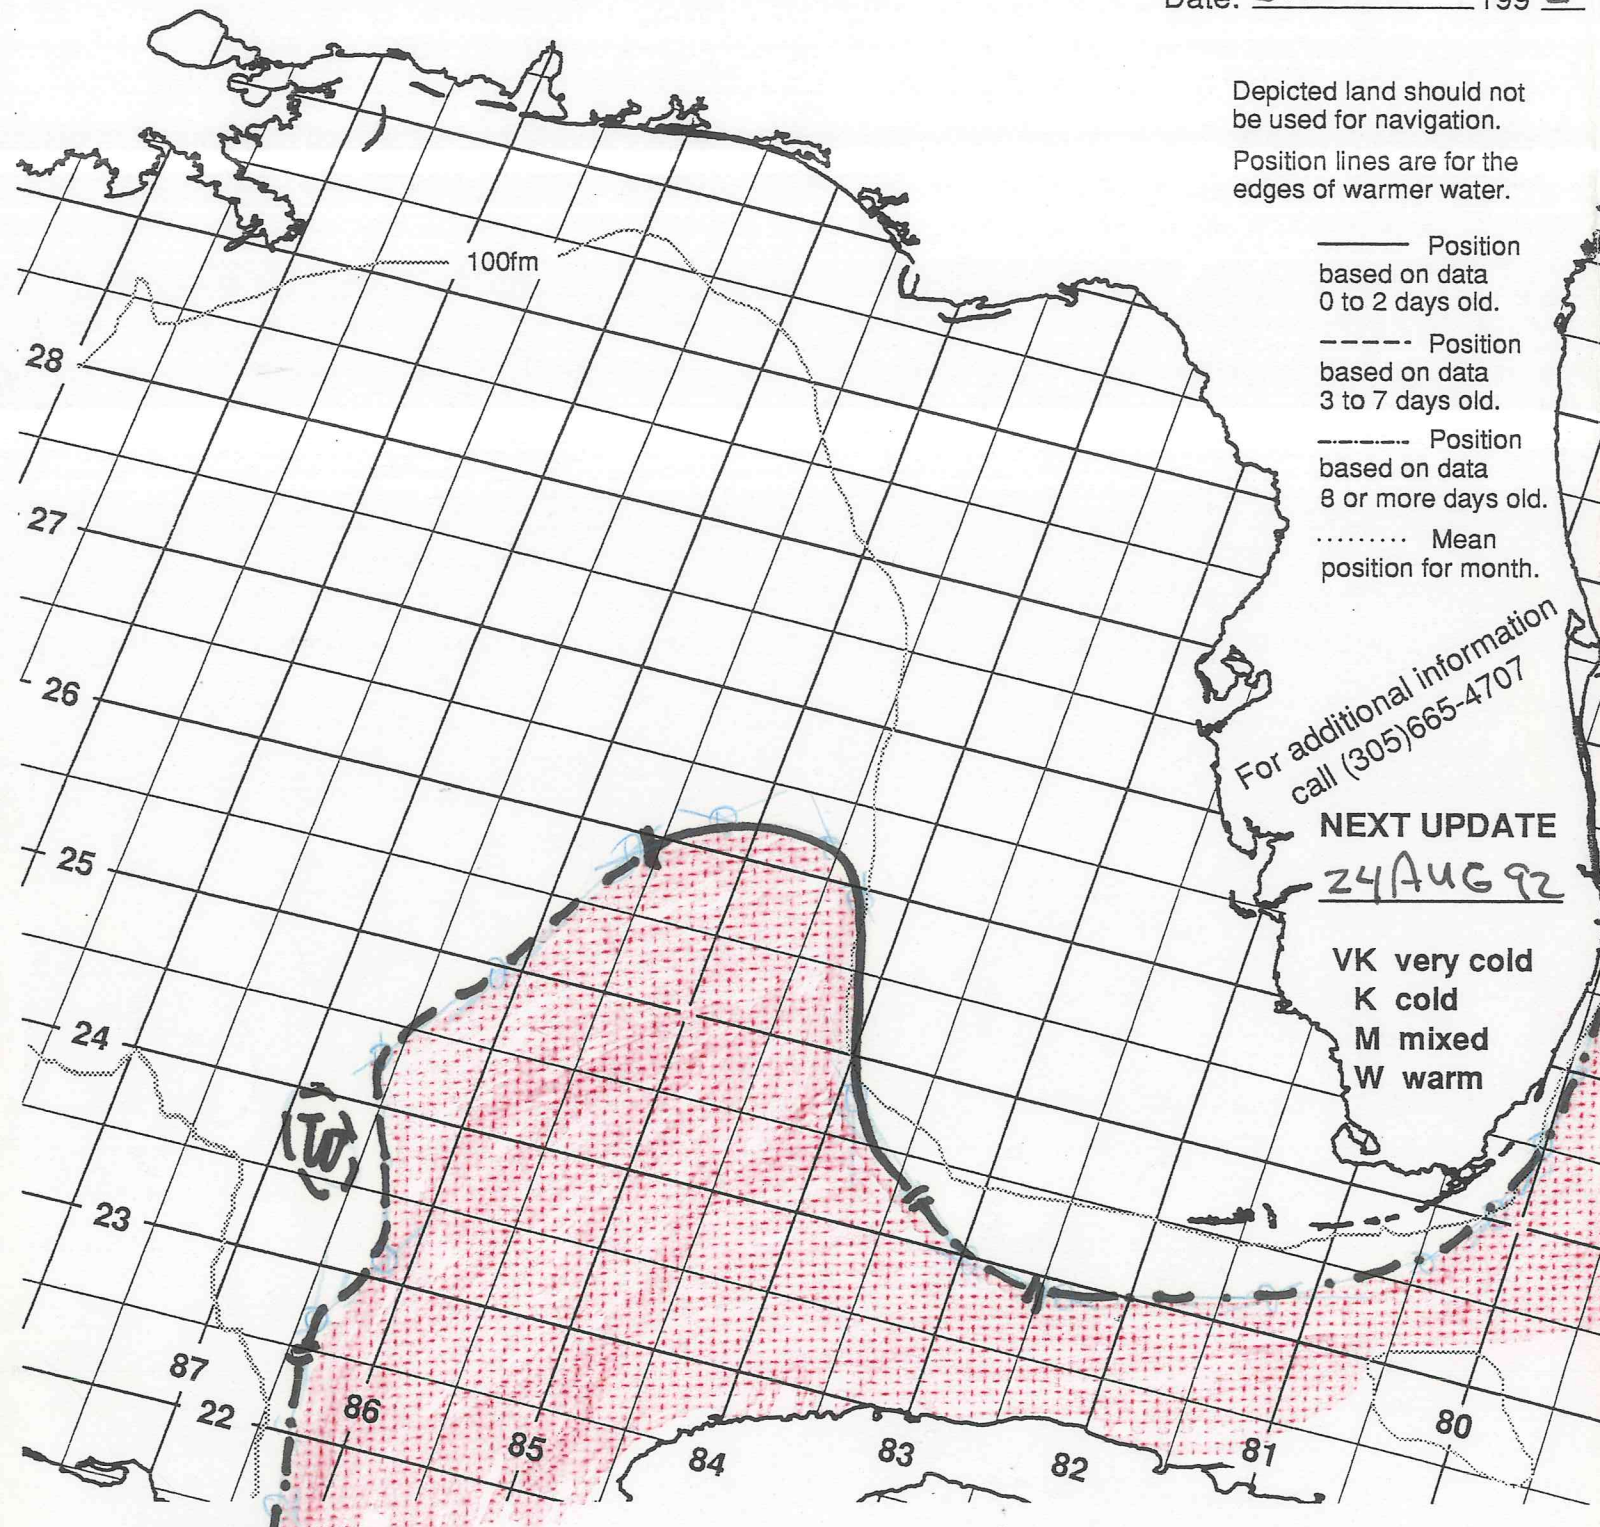 Date: 199
Depicted land should not
be used for navigation.
Position lines are for the
edges of warmer water.
Position
based on data
0 to 2 days old.
Position
based on data
3 to 7 days old.
Position
based on data
8 or more days old.
Mean
position for month.
For additional information
call (305)665-4707
NEXT UPDATE
24 AUG 92
VK very cold
K cold
M mixed
W warm
100fm
28
27
26
25
24
W
23
87
22
86
85
84
83
82
81
80